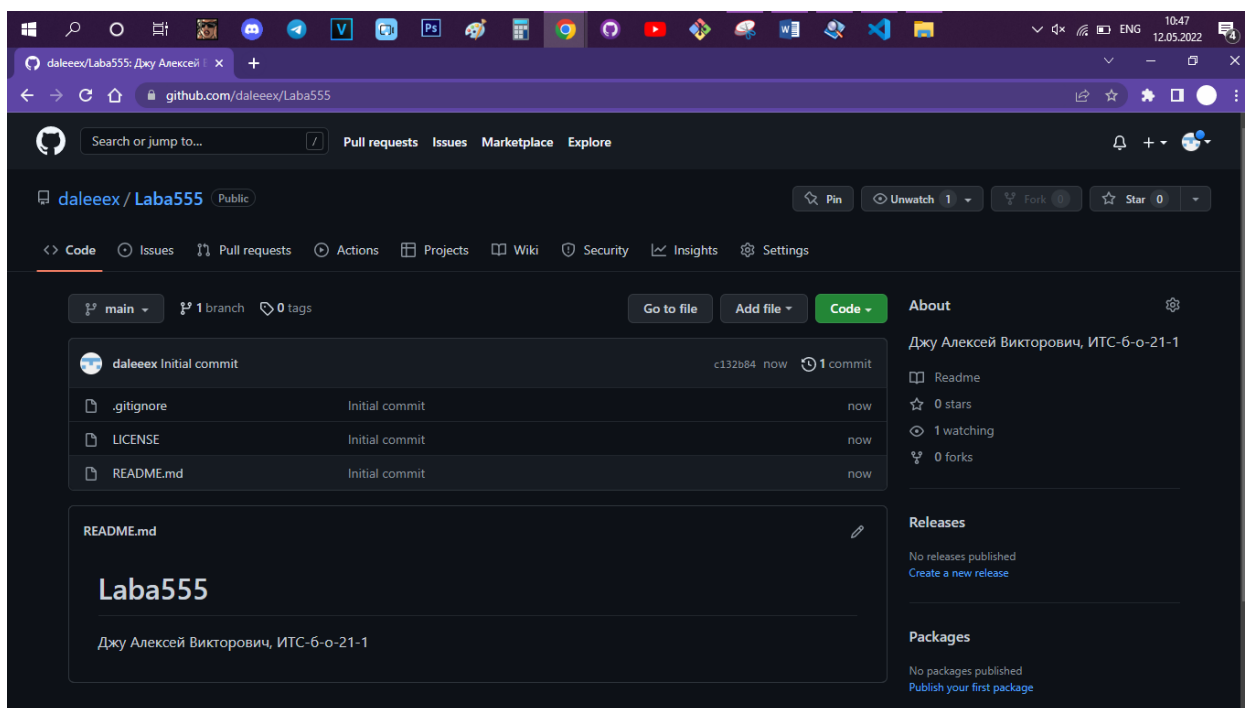 V
Ps
W
ENG
10:47
12.05.2022
4
daleeex/Laba555: Джу Алексей
github.com/daleeex/Laba555
Search or jump to...
/
Pull requests Issues Marketplace Explore
daleeex / Laba555 Public
Pin
Unwatch 1
Fork 0
Star 0
Code Issues Pull requests Actions Projects Wiki Security Insights Settings
main 1 branch 0 tags
Go to file Add file Code
daleeex Initial commit c132b84 now 1 commit
.gitignore Initial commit now
LICENSE Initial commit now
README.md Initial commit now
README.md
Laba555
Джу Алексей Викторович, ИТС-б-о-21-1
About
Джу Алексей Викторович, ИТС-б-о-21-1
Readme
0 stars
1 watching
0 forks
Releases
No releases published
Create a new release
Packages
No packages published
Publish your first package